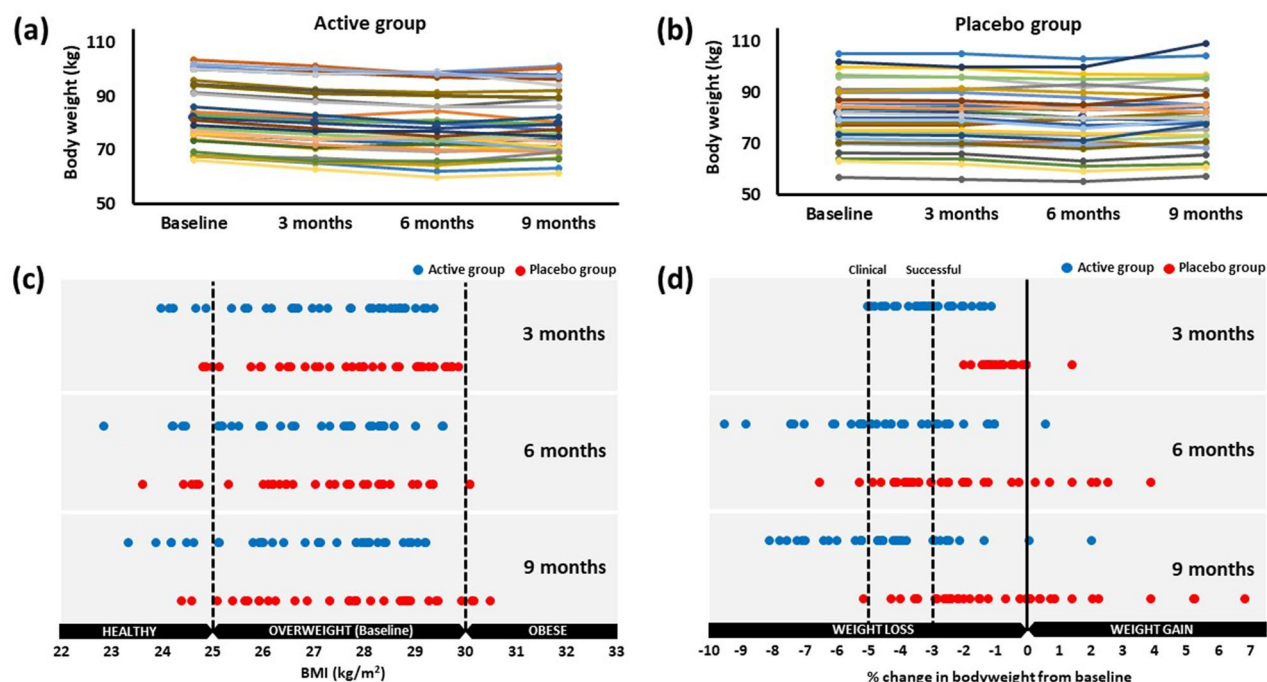 (a)
Active group
Body weight (kg)
110
90
70
50
Baseline 3 months 6 months 9 months
(b)
Placebo group
Body weight (kg)
110
90
70
50
Baseline 3 months 6 months 9 months
(c)
Active group Placebo group
3 months
6 months
9 months
HEALTHY OVERWEIGHT (Baseline) OBESE
22 23 24 25 26 27 28 29 30 31 32 33
BMI (kg/m²)
(d)
Clinical Successful
Active group Placebo group
3 months
6 months
9 months
WEIGHT LOSS WEIGHT GAIN
-10 -9 -8 -7 -6 -5 -4 -3 -2 -1 0 1 2 3 4 5 6 7
% change in bodyweight from baseline